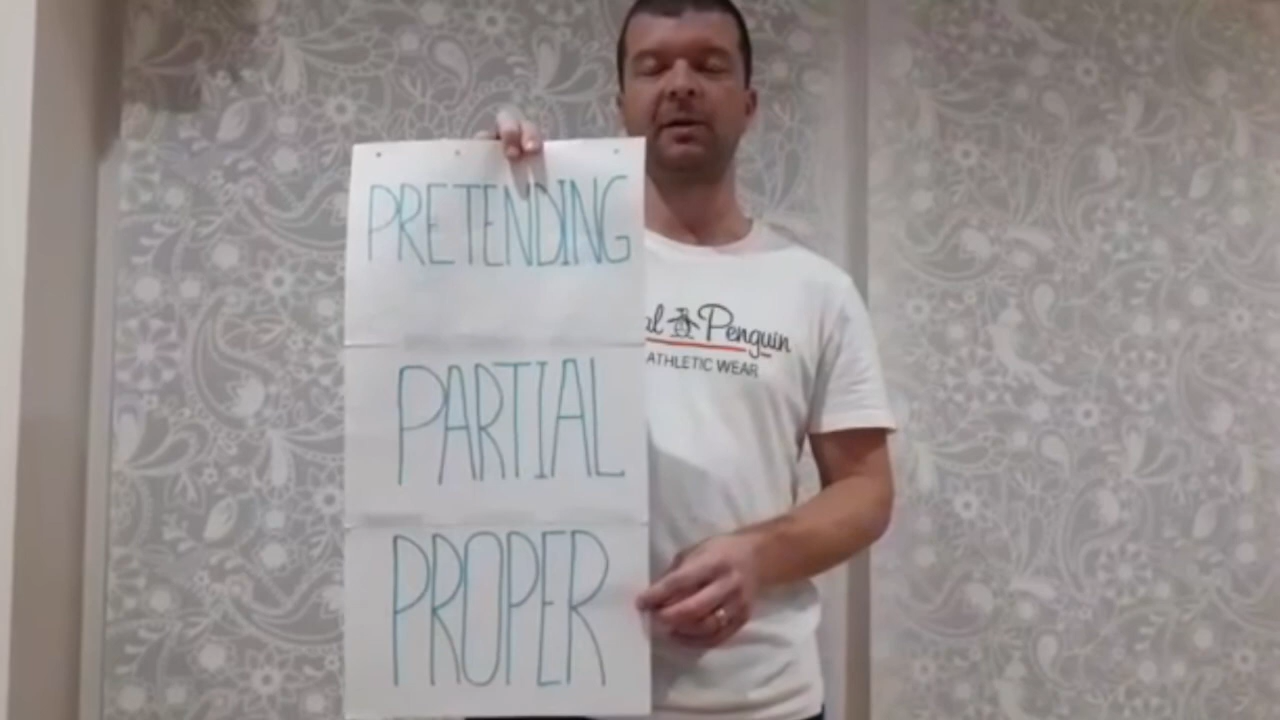 PRETENDING
PARTIAL
PROPER
al Penguin
ATHLETIC WEAR